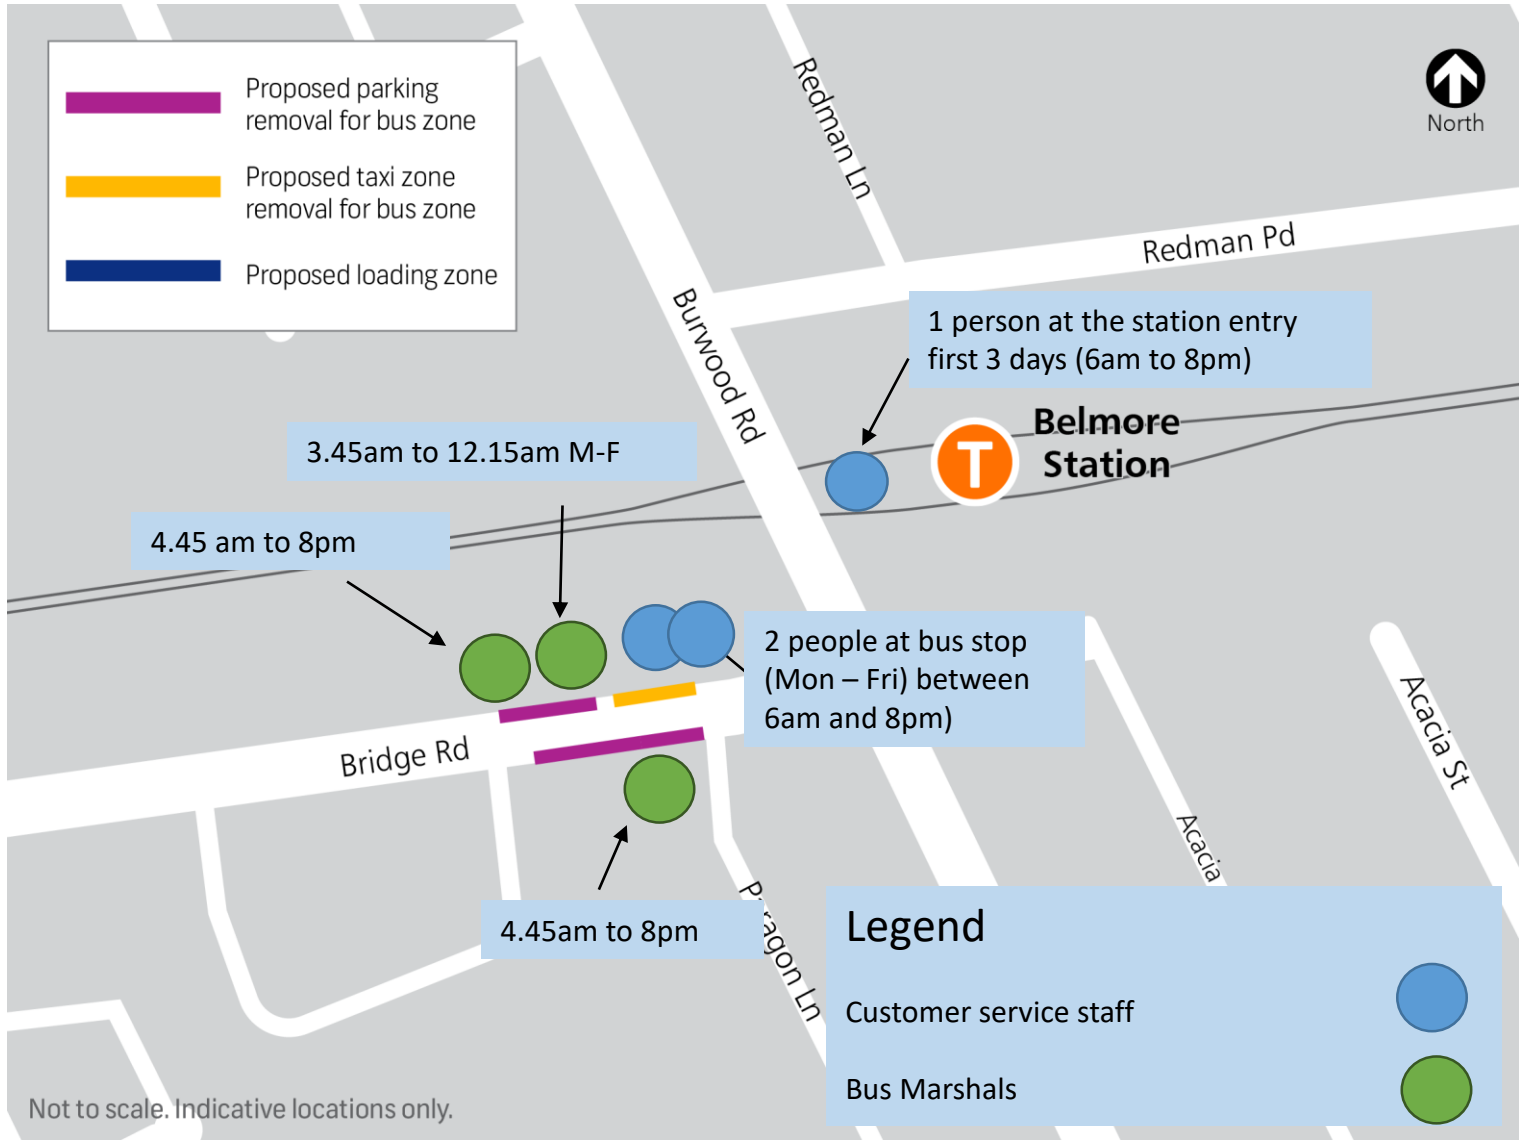 Proposed parking
removal for bus zone
Proposed taxi zone
removal for bus zone
Proposed loading zone
North
Redman Ln
Redman Pd
Burwood Rd
1 person at the station entry
first 3 days (6am to 8pm)
T
Belmore
Station
3.45am to 12.15am M-F
4.45 am to 8pm
2 people at bus stop
(Mon – Fri) between
6am and 8pm)
Bridge Rd
Acacia St
Acacia
4.45am to 8pm
Paragon Ln
Legend
Customer service staff
Bus Marshals
Not to scale. Indicative locations only.